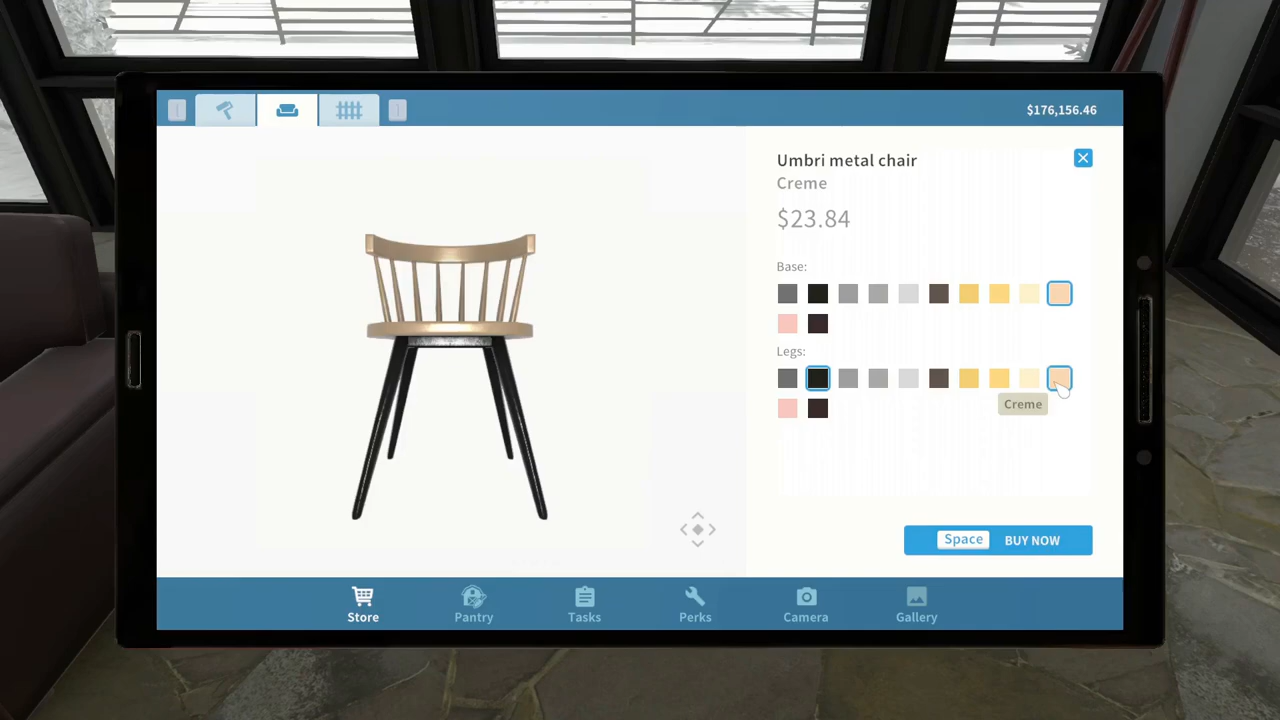 $176,156.46
Umbri metal chair
Creme
$23.84
Base:
Legs:
Creme
Space BUY NOW
Store Pantry Tasks Perks Camera Gallery